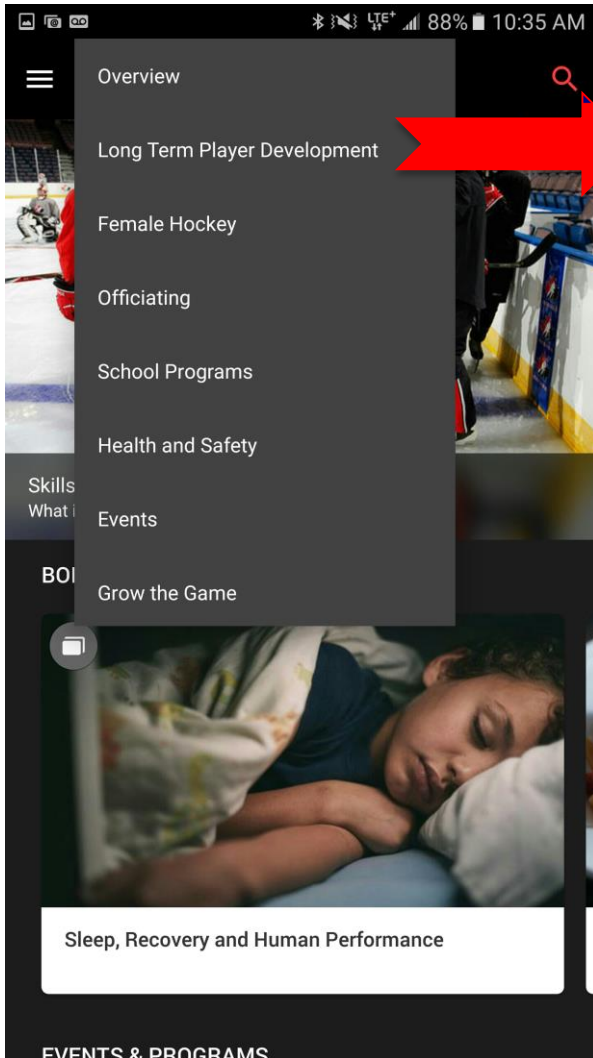 88% 10:35 AM
Overview
Long Term Player Development
Female Hockey
Officiating
School Programs
Health and Safety
Skills
What i
Events
BO
Grow the Game
Sleep, Recovery and Human Performance
EVENTS & PROGRAMS